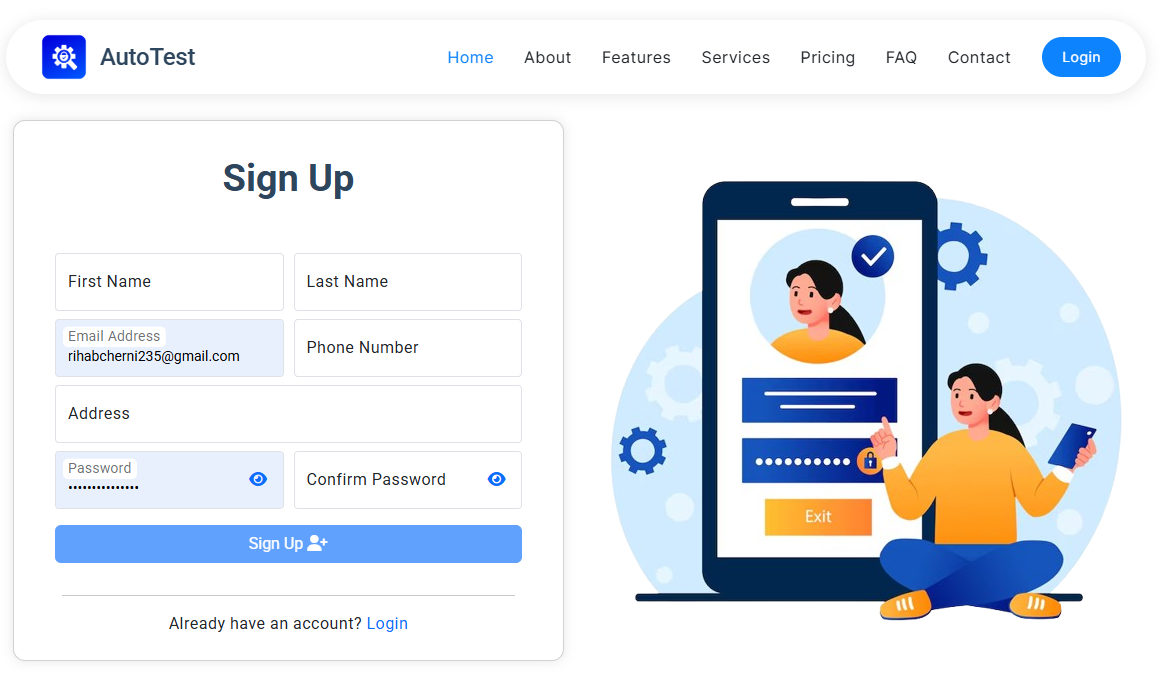 AutoTest
Home About Features Services Pricing FAQ Contact Login
Sign Up
First Name Last Name
Email Address
rihabcherni235@gmail.com
Phone Number
Address
Password
•••••••••••••••
Confirm Password
Sign Up
Already have an account? Login
Exit